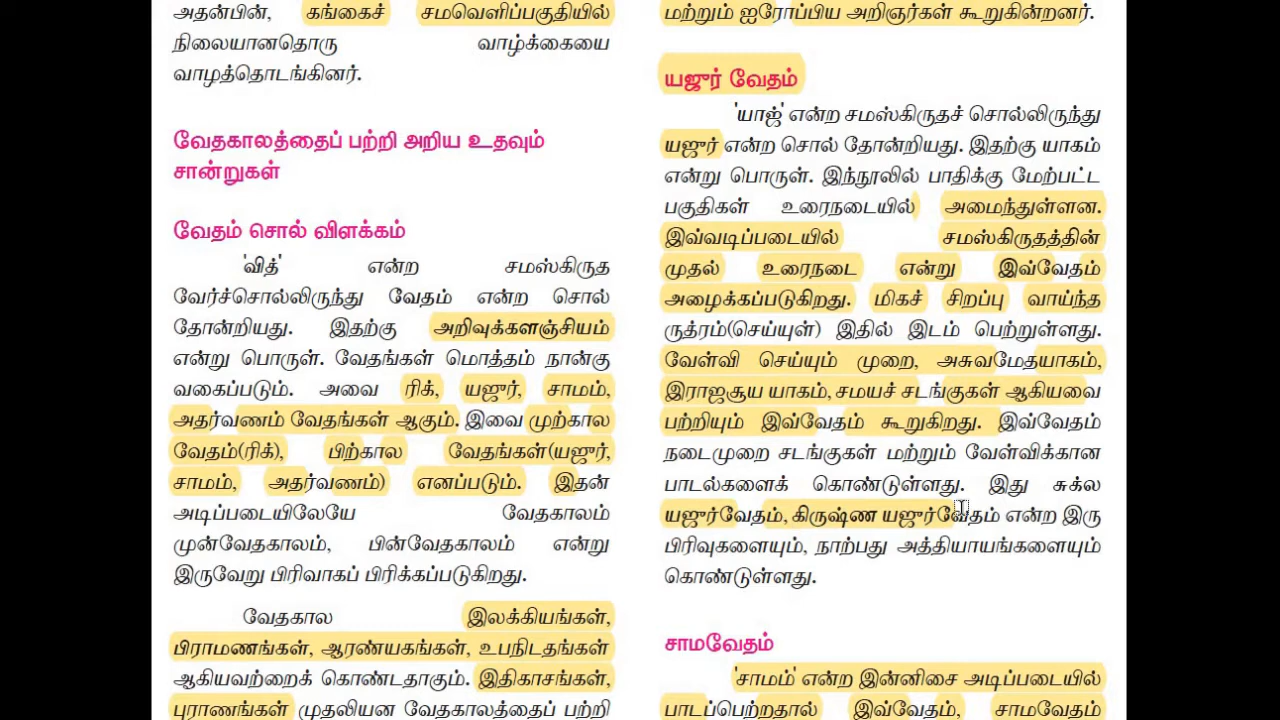 அதன்பின், கங்கைச் சமவெளிப்பகுதியில்
நிலையானதொரு வாழ்க்கையை
வாழத்தொடங்கினர்.
வேதகாலத்தைப் பற்றி அறிய உதவும்
சான்றுகள்
வேதம் சொல் விளக்கம்
'வித்' என்ற சமஸ்கிருத
வேர்ச்சொல்லிருந்து வேதம் என்ற சொல்
தோன்றியது. இதற்கு அறிவுக்களஞ்சியம்
என்று பொருள். வேதங்கள் மொத்தம் நான்கு
வகைப்படும். அவை ரிக், யஜுர், சாமம்,
அதர்வணம் வேதங்கள் ஆகும். இவை முற்கால
வேதம்(ரிக்), பிற்கால வேதங்கள்(யஜுர்,
சாமம், அதர்வணம்) எனப்படும். இதன்
அடிப்படையிலேயே வேதகாலம்
முன்வேதகாலம், பின்வேதகாலம் என்று
இருவேறு பிரிவாகப் பிரிக்கப்படுகிறது.
வேதகால இலக்கியங்கள்,
பிராமணங்கள், ஆரண்யகங்கள், உபநிடதங்கள்
ஆகியவற்றைக் கொண்டதாகும். இதிகாசங்கள்,
புராணங்கள் முதலியன வேதகாலத்தைப் பற்றி
மற்றும் ஐரோப்பிய அறிஞர்கள் கூறுகின்றனர்.
யஜுர் வேதம்
'யாஜ்' என்ற சமஸ்கிருதச் சொல்லிருந்து
யஜுர் என்ற சொல் தோன்றியது. இதற்கு யாகம்
என்று பொருள். இந்நூலில் பாதிக்கு மேற்பட்ட
பகுதிகள் உரைநடையில் அமைந்துள்ளன.
இவ்வடிப்படையில் சமஸ்கிருதத்தின்
முதல் உரைநடை என்று இவ்வேதம்
அழைக்கப்படுகிறது. மிகச் சிறப்பு வாய்ந்த
ருத்ரம்(செய்யுள்) இதில் இடம் பெற்றுள்ளது.
வேள்வி செய்யும் முறை, அசுவமேதயாகம்,
இராஜசூய யாகம், சமயச் சடங்குகள் ஆகியவை
பற்றியும் இவ்வேதம் கூறுகிறது. இவ்வேதம்
நடைமுறை சடங்குகள் மற்றும் வேள்விக்கான
பாடல்களைக் கொண்டுள்ளது. இது சுக்ல
யஜுர்வேதம், கிருஷ்ண யஜுர்வேதம் என்ற இரு
பிரிவுகளையும், நாற்பது அத்தியாயங்களையும்
கொண்டுள்ளது.
சாமவேதம்
'சாமம்' என்ற இன்னிசை அடிப்படையில்
பாடப்பெற்றதால் இவ்வேதம், சாமவேதம்